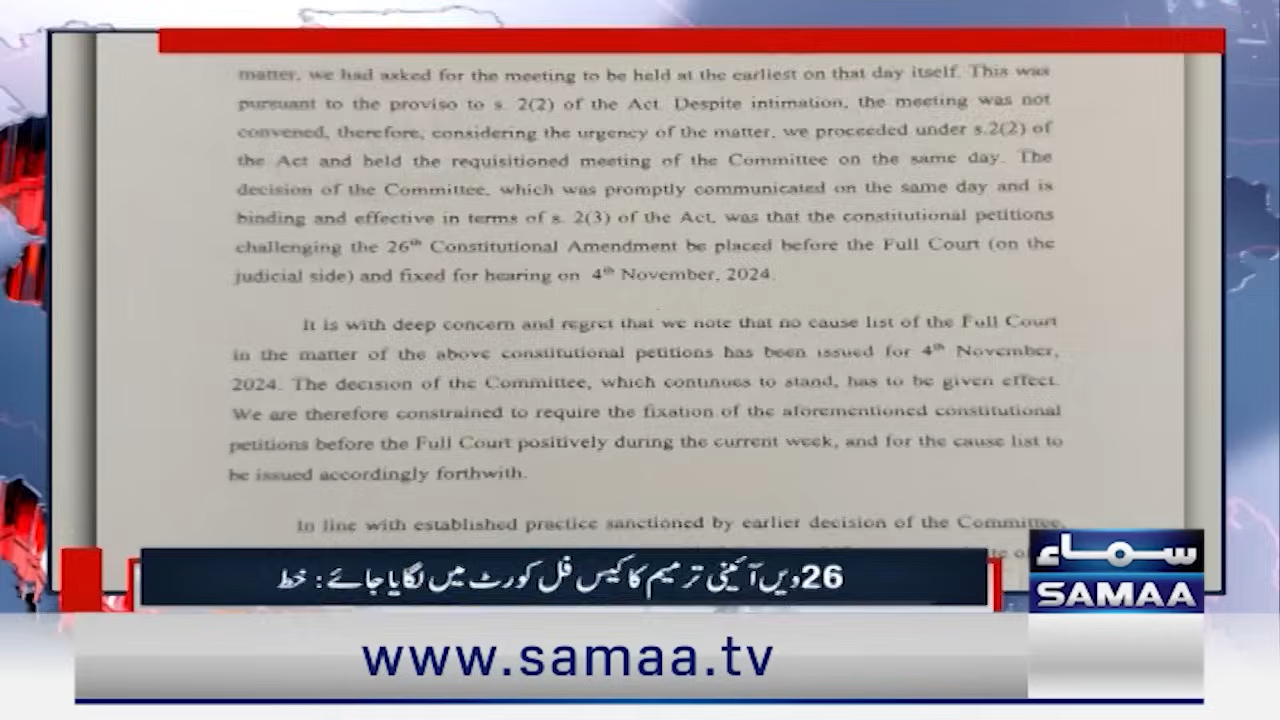 matter, we had asked for the meeting to be held at the earliest on that day itself. This was
pursuant to the proviso to s. 2(2) of the Act. Despite intimation, the meeting was not
convened, therefore, considering the urgency of the matter, we proceeded under s.2(2) of
the Act and held the requisitioned meeting of the Committee on the same day. The
decision of the Committee, which was promptly communicated on the same day and is
binding and effective in terms of s. 2(3) of the Act, was that the constitutional petitions
challenging the 26th Constitutional Amendment be placed before the Full Court (on the
judicial side) and fixed for hearing on 4th November, 2024.
It is with deep concern and regret that we note that no cause list of the Full Court
in the matter of the above constitutional petitions has been issued for 4th November,
2024. The decision of the Committee, which continues to stand, has to be given effect.
We are therefore constrained to require the fixation of the aforementioned constitutional
petitions before the Full Court positively during the current week, and for the cause list to
be issued accordingly forthwith.
In line with established practice sanctioned by earlier decision of the Committee,
26ویں آئینی ترمیم کا کیس فل کورٹ میں لگایا جائے : خط
سماء
SAMAA
www.samaa.tv